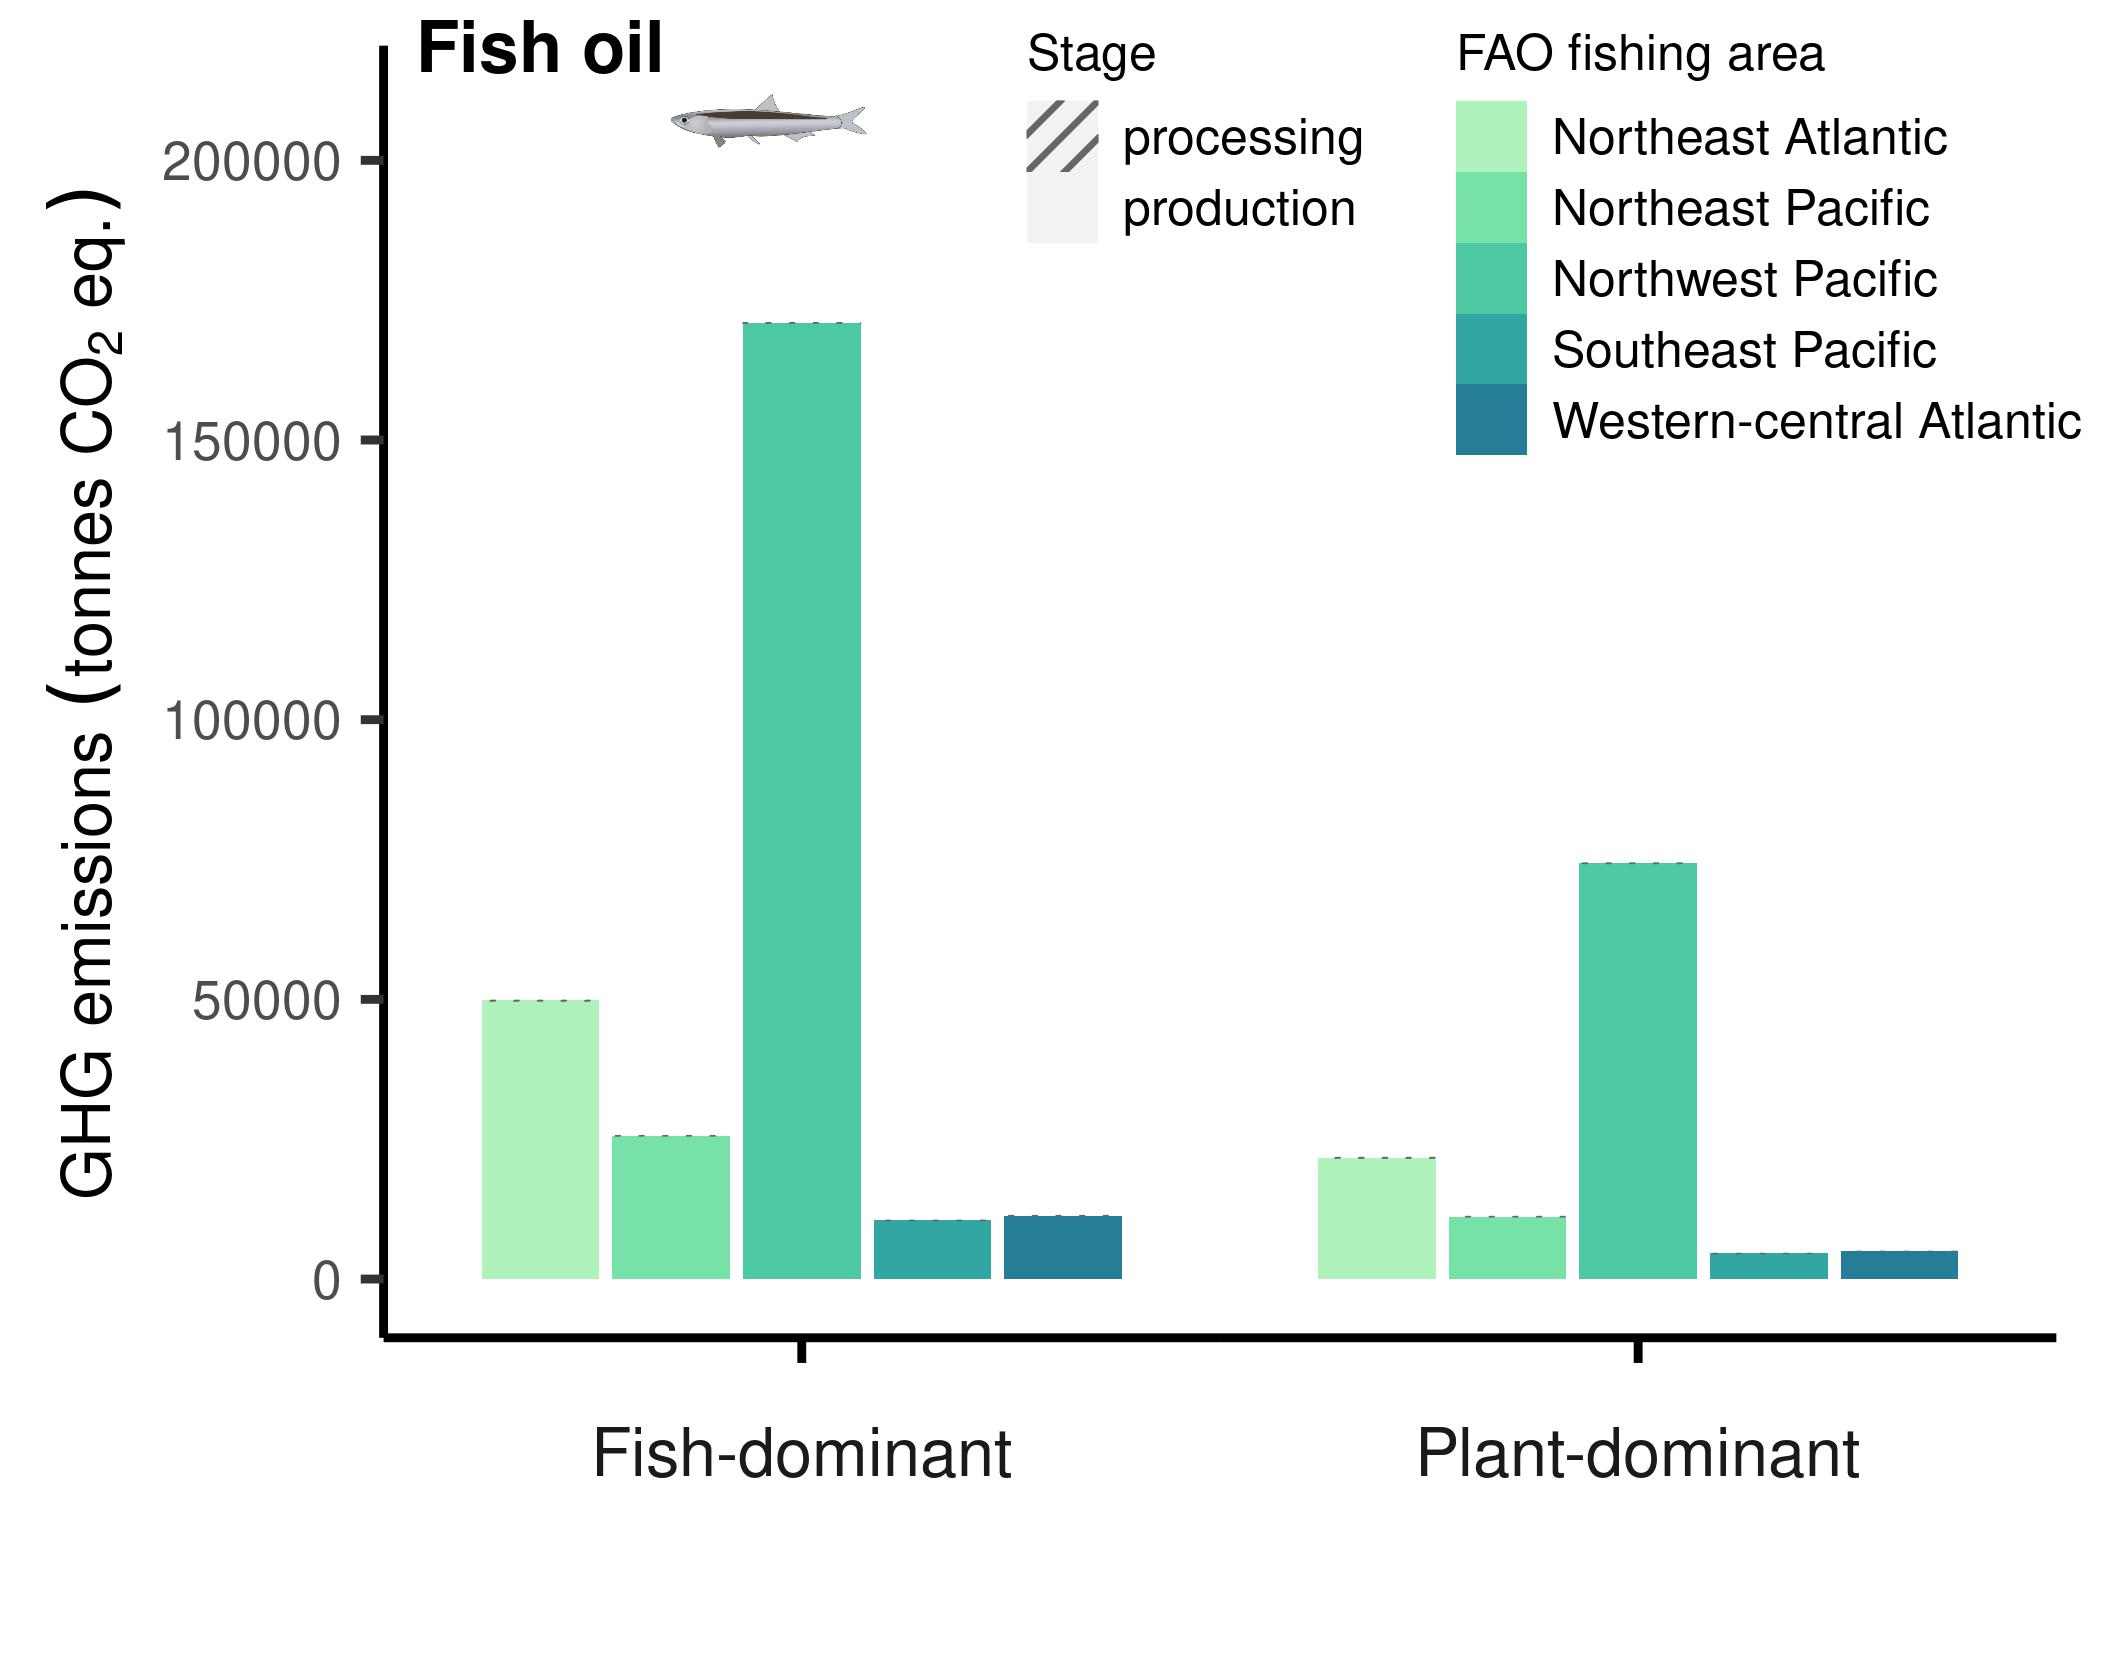 Fish oil
Stage
processing
production
FAO fishing area
Northeast Atlantic
Northeast Pacific
Northwest Pacific
Southeast Pacific
Western-central Atlantic
GHG emissions (tonnes CO₂ eq.)
200000
150000
100000
50000
0
Fish-dominant
Plant-dominant